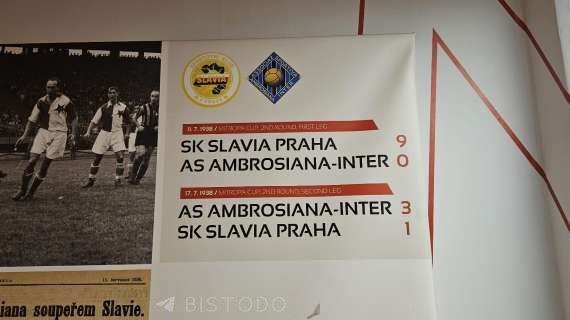 SLAVIA
11. 7. 1938 / MITROPA CUP, 2ND ROUND, FIRST LEG
SK SLAVIA PRAHA 9
AS AMBROSIANA-INTER 0
17. 7. 1938 / MITROPA CUP, 2ND ROUND, SECOND LEG
AS AMBROSIANA-INTER 3
SK SLAVIA PRAHA 1
iana soupeřem Slavie.
BISTODO